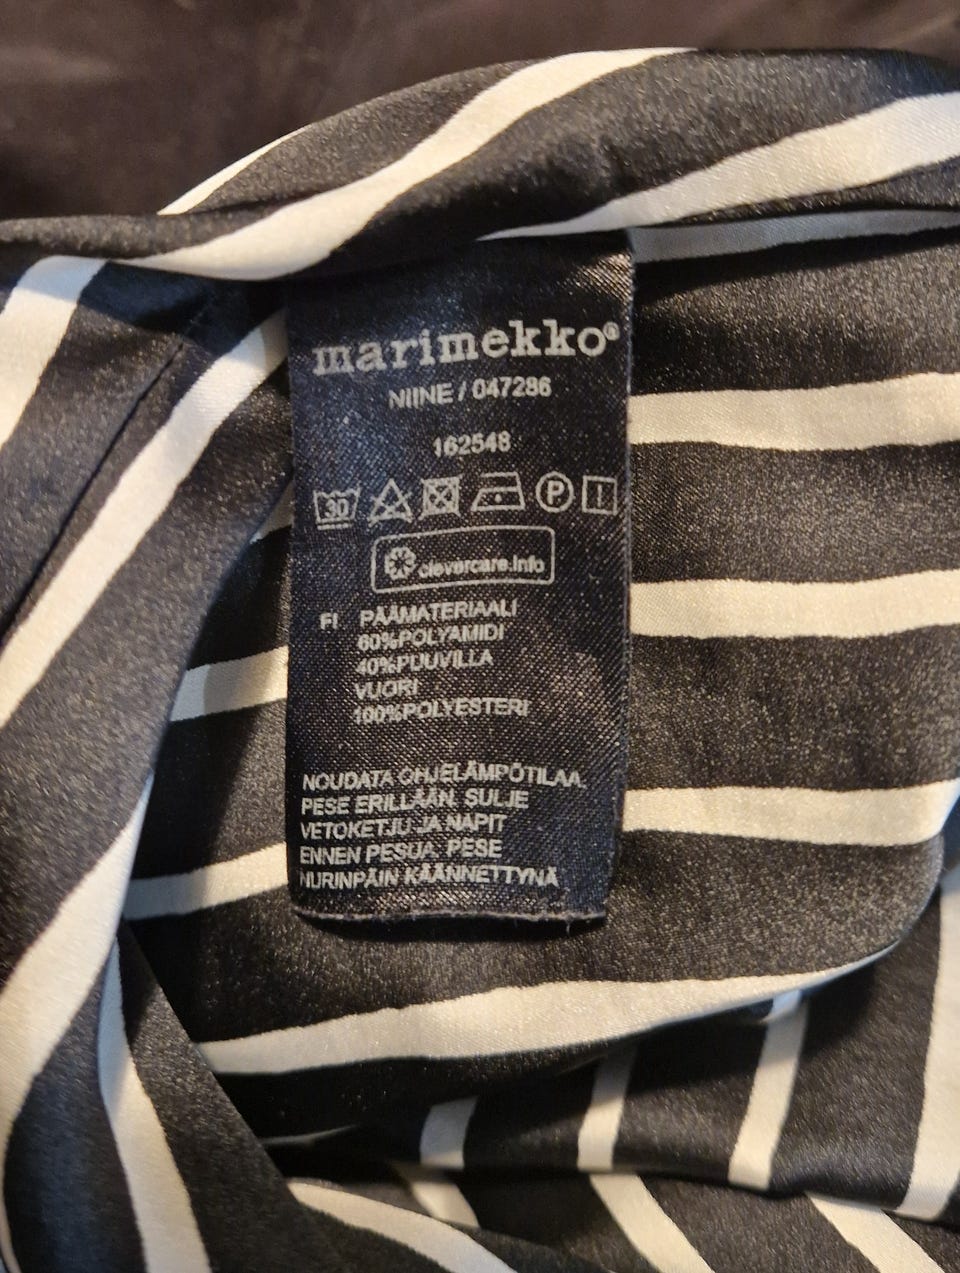 marimekko®
NIINE / 047286
162548
30 P
clevercare.info
FI PÄÄMATERIAALI
60%POLYAMIDI
40%PUUVILLA
VUORI
100%POLYESTERI
NOUDATA OHJELÄMPÖTILAA,
PESE ERILLÄÄN. SULJE
VETOKETJU JA NAPIT
ENNEN PESUA. PESE
NURINPÄIN KÄÄNNETTYNÄ